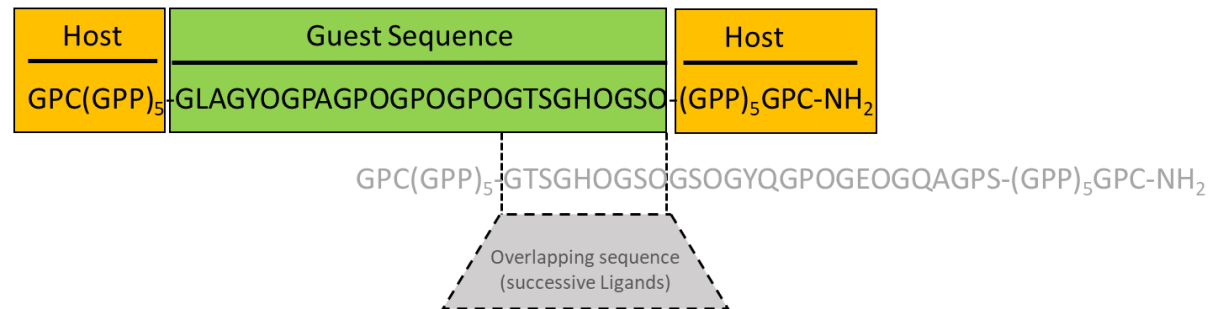 Host Guest Sequence Host
GPC(GPP)5-GLAGYOGPAGPOGPOGPOGTSGHOGSO-(GPP)5GPC-NH2
GPC(GPP)5-GTSGHOGSOGSOGYQGPOGEOGQAGPS-(GPP)5GPC-NH2
Overlapping sequence
(successive Ligands)